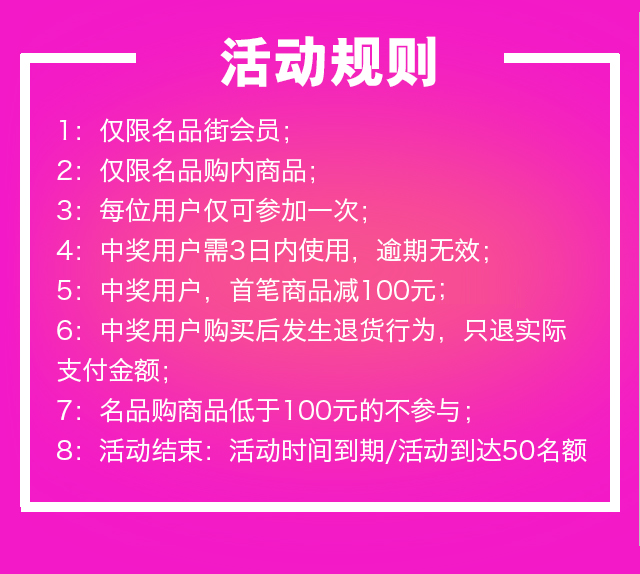 活动规则
1：仅限名品街会员；
2：仅限名品购内商品；
3：每位用户仅可参加一次；
4：中奖用户需3日内使用，逾期无效；
5：中奖用户，首笔商品减100元；
6：中奖用户购买后发生退货行为，只退实际
支付金额；
7：名品购商品低于100元的不参与；
8：活动结束：活动时间到期/活动到达50名额